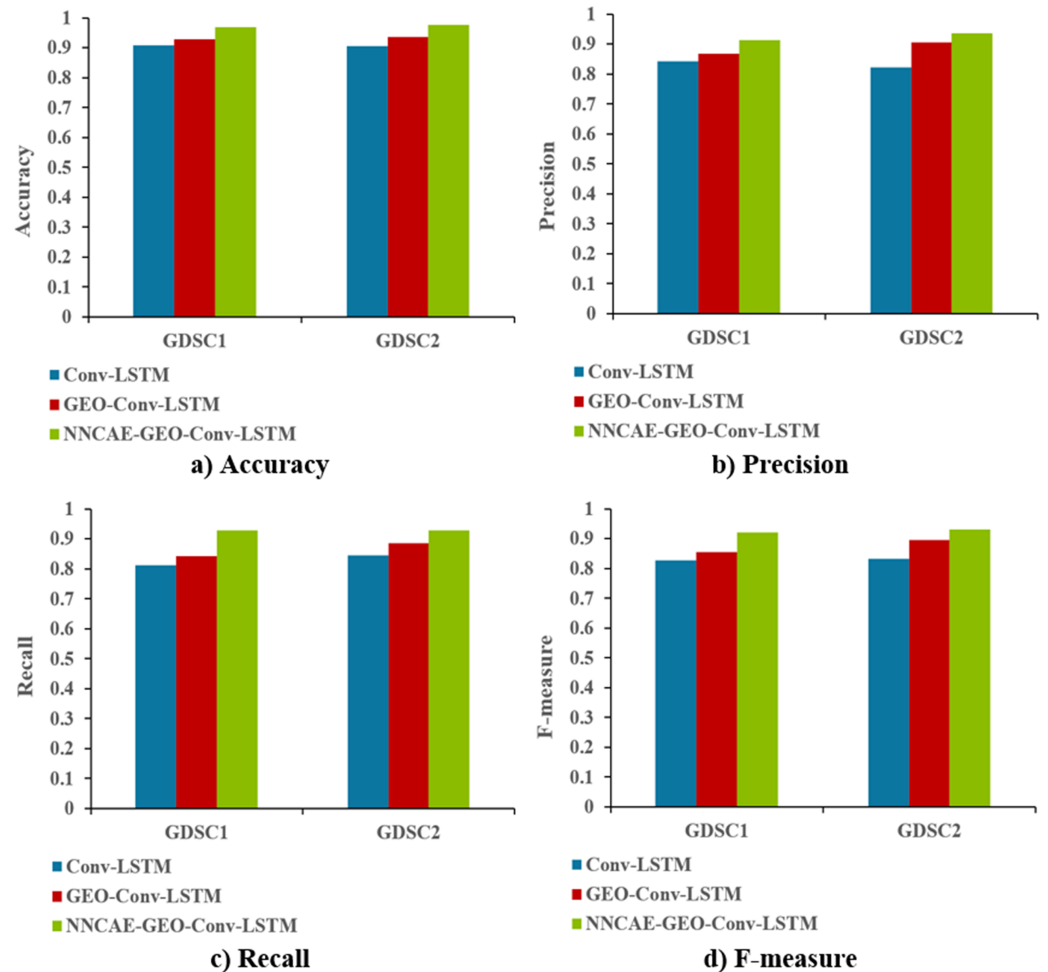 1
0.9
0.8
0.7
0.6
0.5
0.4
0.3
0.2
0.1
0
Accuracy
GDSC1 GDSC2
Conv-LSTM
GEO-Conv-LSTM
NNCAE-GEO-Conv-LSTM
a) Accuracy
1
0.9
0.8
0.7
0.6
0.5
0.4
0.3
0.2
0.1
0
Precision
GDSC1 GDSC2
Conv-LSTM
GEO-Conv-LSTM
NNCAE-GEO-Conv-LSTM
b) Precision
1
0.9
0.8
0.7
0.6
0.5
0.4
0.3
0.2
0.1
0
Recall
GDSC1 GDSC2
Conv-LSTM
GEO-Conv-LSTM
NNCAE-GEO-Conv-LSTM
c) Recall
1
0.9
0.8
0.7
0.6
0.5
0.4
0.3
0.2
0.1
0
F-measure
GDSC1 GDSC2
Conv-LSTM
GEO-Conv-LSTM
NNCAE-GEO-Conv-LSTM
d) F-measure